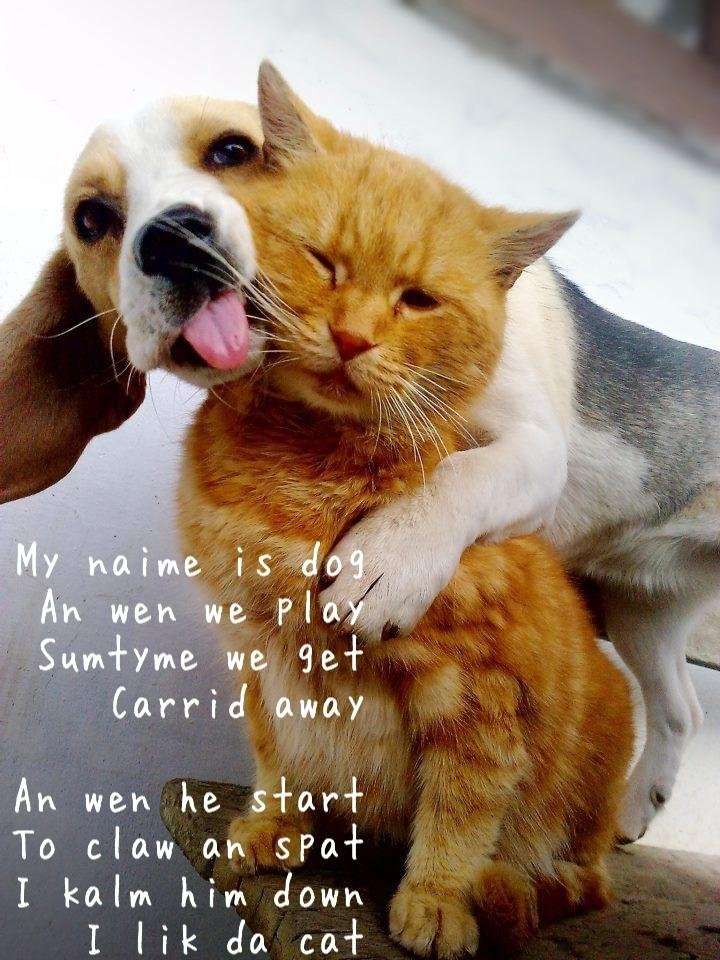 My naime is dog
An wen we play
Sumtyme we get
Carrid away
An wen he start
To claw an spat
I kalm him down
I lik da cat